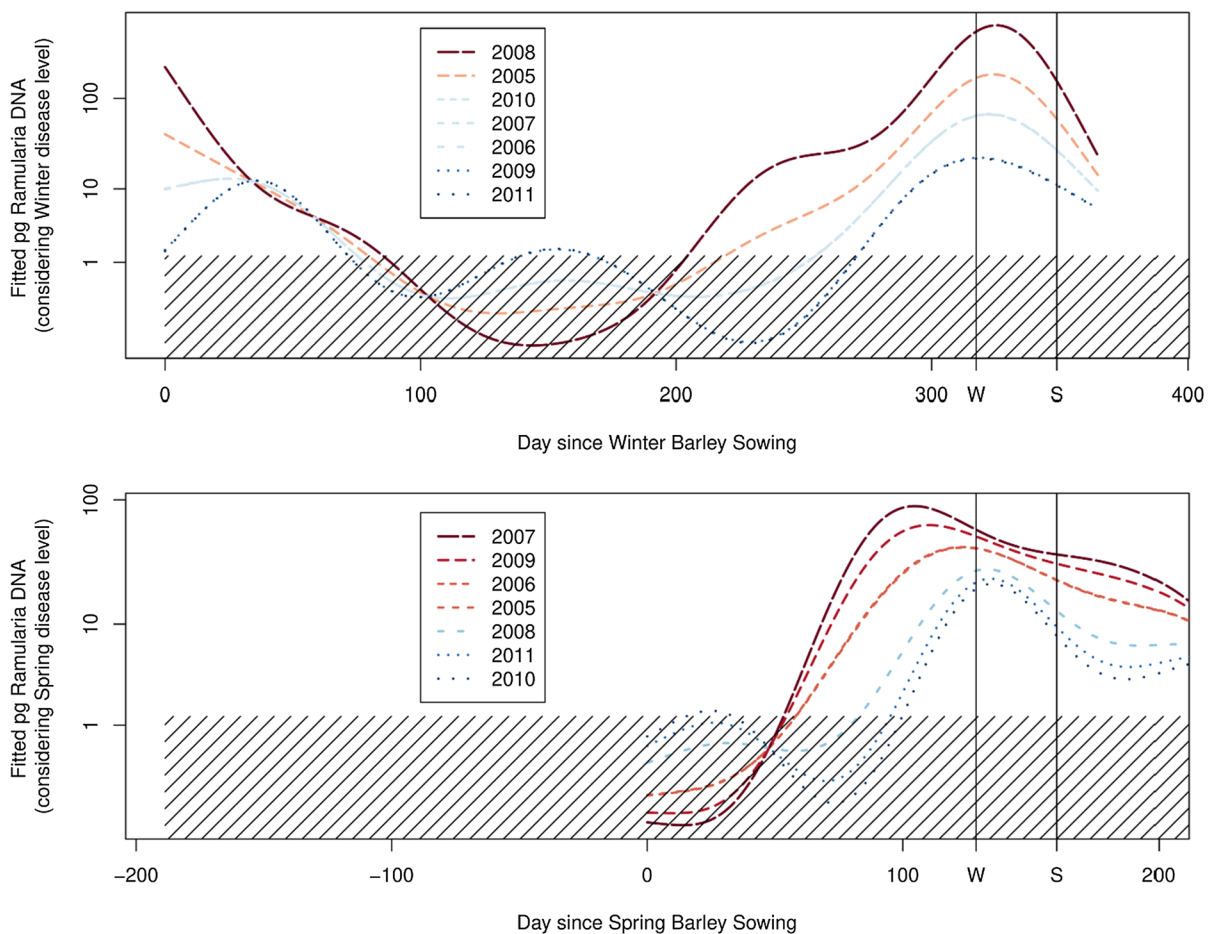 Fitted pg Ramularia DNA
(considering Winter disease level)
100
10
1
2008
2005
2010
2007
2006
2009
2011
0 100 200 300 W S 400
Day since Winter Barley Sowing
Fitted pg Ramularia DNA
(considering Spring disease level)
100
10
1
2007
2009
2006
2005
2008
2011
2010
−200 −100 0 100 W S 200
Day since Spring Barley Sowing